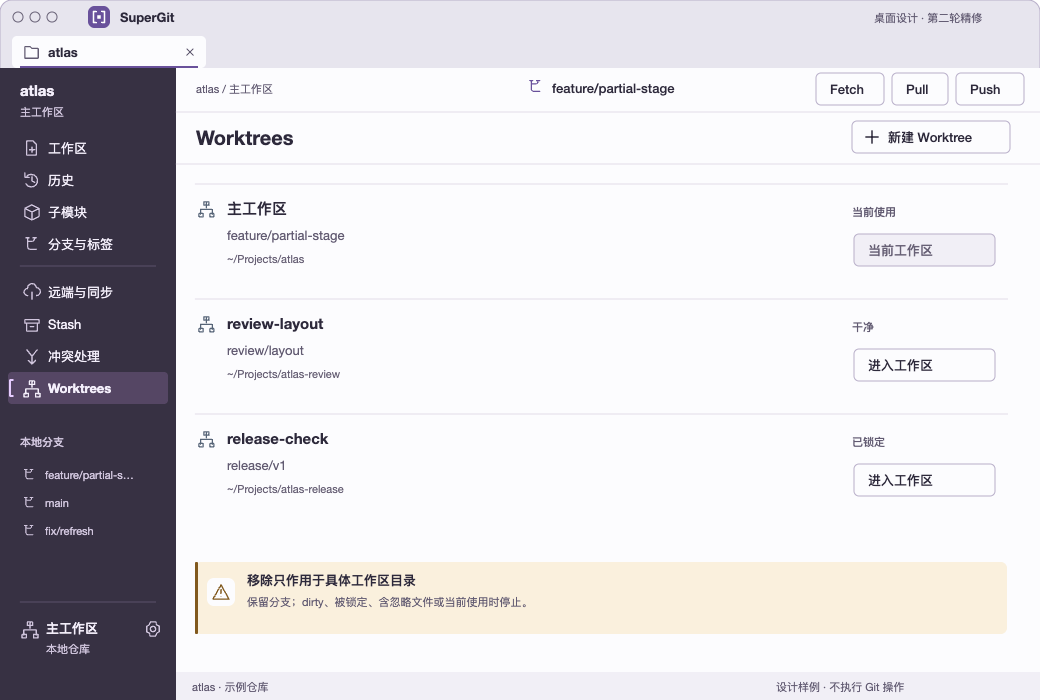 SuperGit
桌面设计 · 第二轮精修
atlas
atlas
主工作区
工作区
历史
子模块
分支与标签
远端与同步
Stash
冲突处理
Worktrees
本地分支
feature/partial-s...
main
fix/refresh
主工作区
本地仓库
atlas / 主工作区
feature/partial-stage
Fetch
Pull
Push
Worktrees
新建 Worktree
主工作区
feature/partial-stage
~/Projects/atlas
当前使用
当前工作区
review-layout
review/layout
~/Projects/atlas-review
干净
进入工作区
release-check
release/v1
~/Projects/atlas-release
已锁定
进入工作区
移除只作用于具体工作区目录
保留分支；dirty、被锁定、含忽略文件或当前使用时停止。
atlas · 示例仓库
设计样例 · 不执行 Git 操作